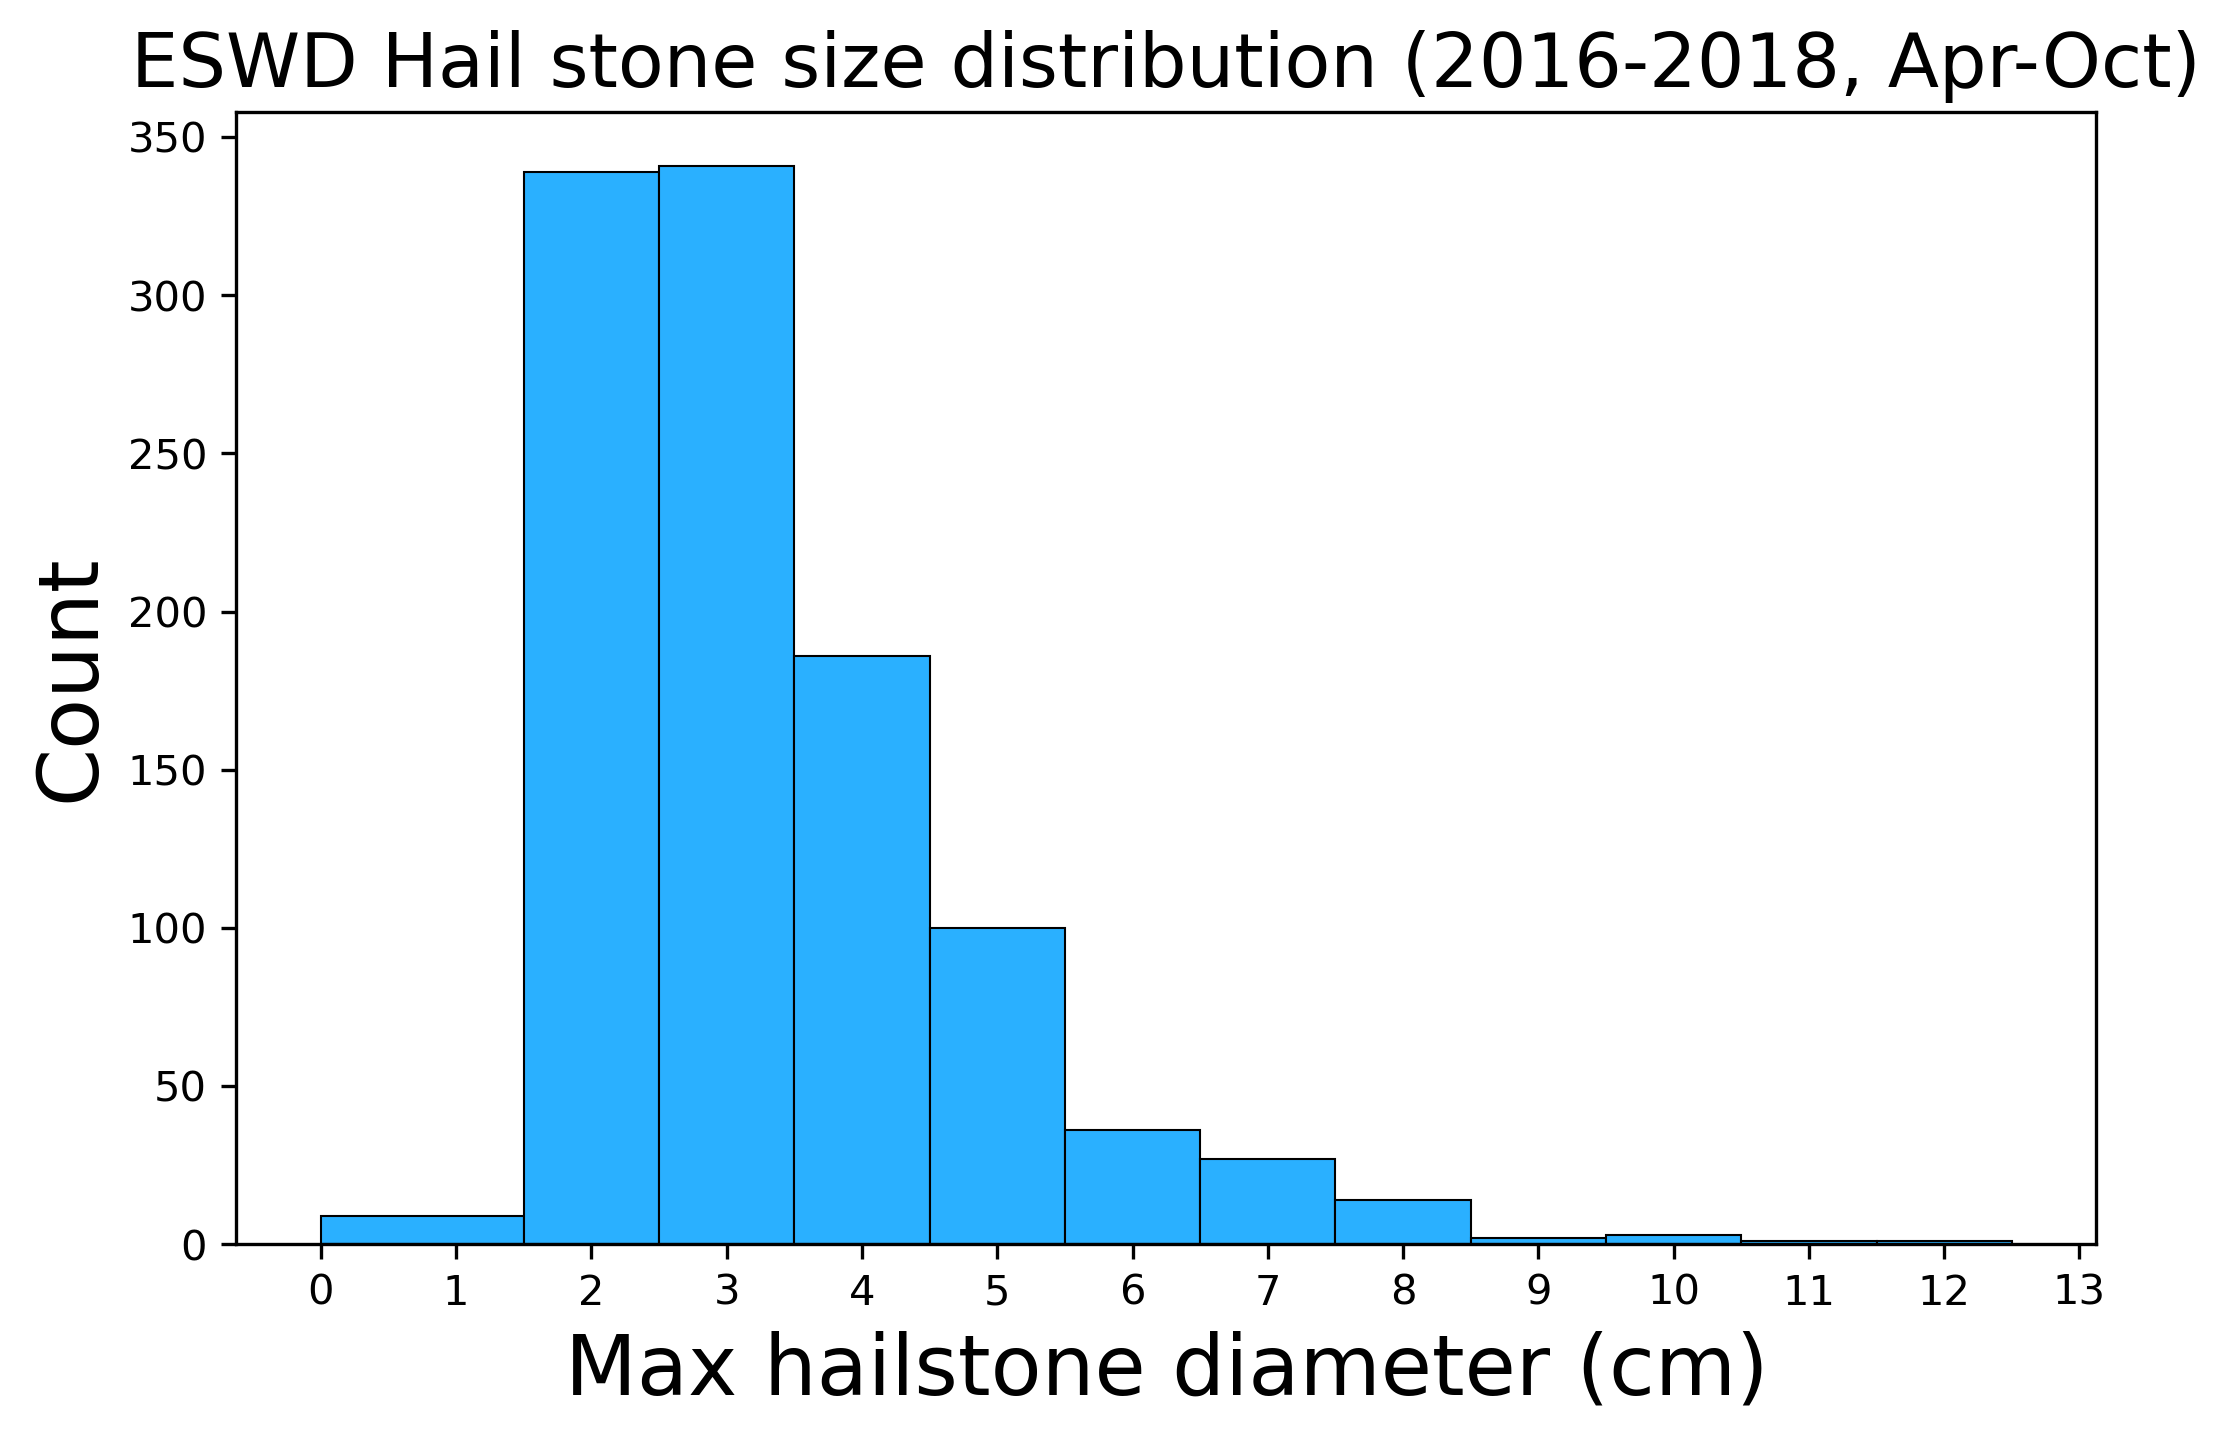 ESWD Hail stone size distribution (2016-2018, Apr-Oct)
350
300
250
200
150
100
50
0
Count
0 1 2 3 4 5 6 7 8 9 10 11 12 13
Max hailstone diameter (cm)